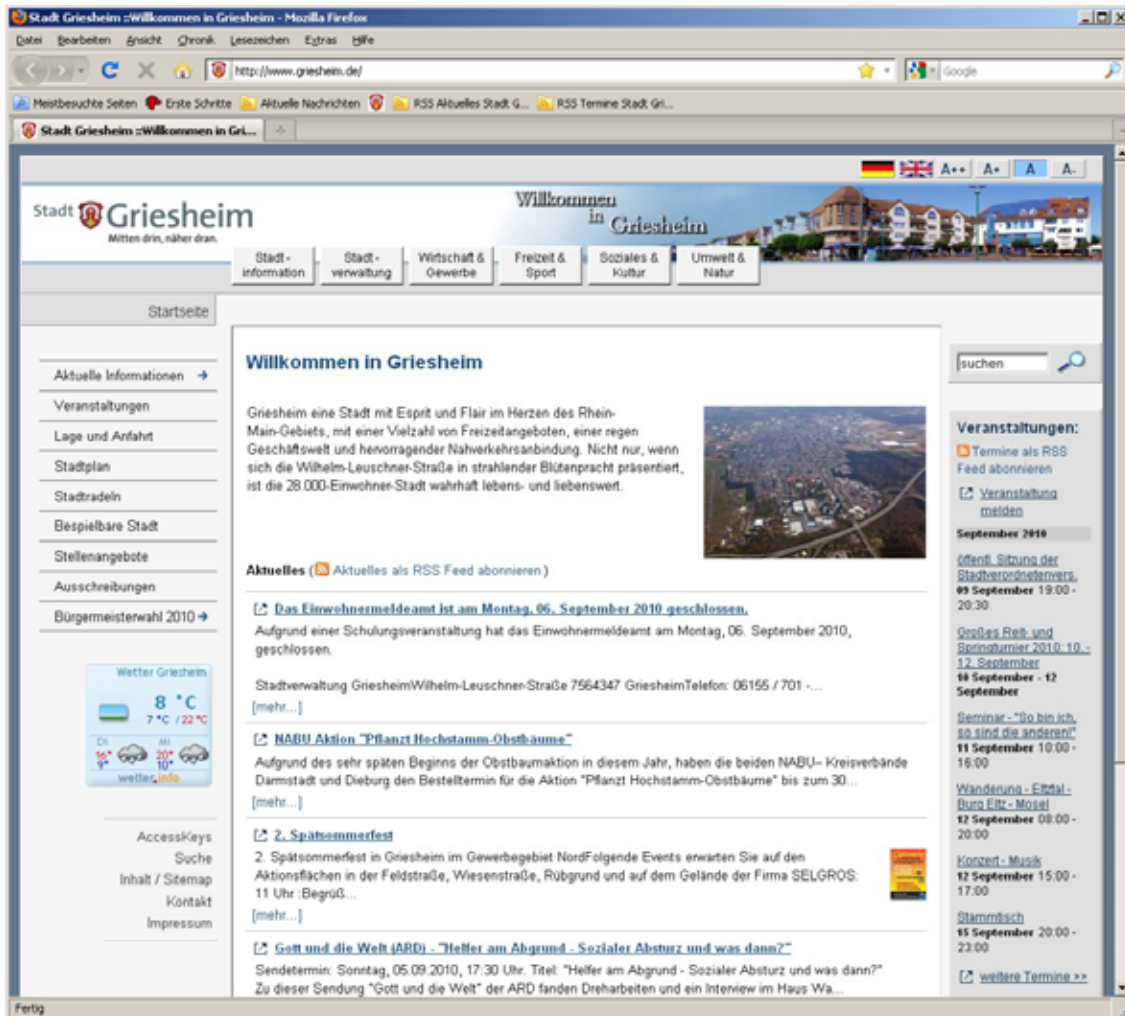 Stadt Griesheim ::Willkommen in Griesheim - Mozilla Firefox
Datei Bearbeiten Ansicht Chronik Lesezeichen Extras Hilfe
http://www.griesheim.de/
Google
Meistbesuchte Seiten Erste Schritte Aktuelle Nachrichten RSS Aktuelles Stadt G... RSS Termine Stadt Gri...
Stadt Griesheim ::Willkommen in Gri...
A++ A+ A A-
Stadt Griesheim
Mitten drin, näher dran.
Willkommen
in
Griesheim
Stadt-
information
Stadt-
verwaltung
Wirtschaft &
Gewerbe
Freizeit &
Sport
Soziales &
Kultur
Umwelt &
Natur
Startseite
Aktuelle Informationen
Veranstaltungen
Lage und Anfahrt
Stadtplan
Stadtradeln
Bespielbare Stadt
Stellenangebote
Ausschreibungen
Bürgermeisterwahl 2010
Wetter Griesheim
8 °C
7 °C / 22 °C
DI MI
16° 20°
9° 10°
wetter.info
AccessKeys
Suche
Inhalt / Sitemap
Kontakt
Impressum
Willkommen in Griesheim
Griesheim eine Stadt mit Esprit und Flair im Herzen des Rhein-
Main-Gebiets, mit einer Vielzahl von Freizeitangeboten, einer regen
Geschäftswelt und hervorragender Nahverkehrsanbindung. Nicht nur, wenn
sich die Wilhelm-Leuschner-Straße in strahlender Blütenpracht präsentiert,
ist die 28.000-Einwohner-Stadt wahrhaft lebens- und liebenswert.
Aktuelles ( Aktuelles als RSS Feed abonnieren )
Das Einwohnermeldeamt ist am Montag, 06. September 2010 geschlossen.
Aufgrund einer Schulungsveranstaltung hat das Einwohnermeldeamt am Montag, 06. September 2010,
geschlossen.
Stadtverwaltung GriesheimWilhelm-Leuschner-Straße 7564347 GriesheimTelefon: 06155 / 701 -...
[mehr...]
NABU Aktion "Pflanzt Hochstamm-Obstbäume"
Aufgrund des sehr späten Beginns der Obstbaumaktion in diesem Jahr, haben die beiden NABU– Kreisverbände
Darmstadt und Dieburg den Bestelltermin für die Aktion "Pflanzt Hochstamm-Obstbäume" bis zum 30...
[mehr...]
2. Spätsommerfest
2. Spätsommerfest in Griesheim im Gewerbegebiet NordFolgende Events erwarten Sie auf den
Aktionsflächen in der Feldstraße, Wiesenstraße, Rübgrund und auf dem Gelände der Firma SELGROS:
11 Uhr :Begrüß...
[mehr...]
Gott und die Welt (ARD) - "Helfer am Abgrund - Sozialer Absturz und was dann?"
Sendetermin: Sonntag, 05.09.2010, 17:30 Uhr. Titel: "Helfer am Abgrund - Sozialer Absturz und was dann?"
Zu dieser Sendung "Gott und die Welt" der ARD fanden Dreharbeiten und ein Interview im Haus Wa...
suchen
Veranstaltungen:
Termine als RSS
Feed abonnieren
Veranstaltung
melden
September 2010
öffentl. Sitzung der
Stadtverordnetenvers.
09 September 19:00 -
20:30
Großes Reit- und
Springturnier 2010: 10. -
12. September
10 September - 12
September
Seminar - "So bin ich,
so sind die anderen!"
11 September 10:00 -
16:00
Wanderung - Eltztal -
Burg Eltz - Mosel
12 September 08:00 -
20:00
Konzert - Musik
12 September 15:00 -
17:00
Stammtisch
15 September 20:00 -
23:00
weitere Termine >>
Fertig